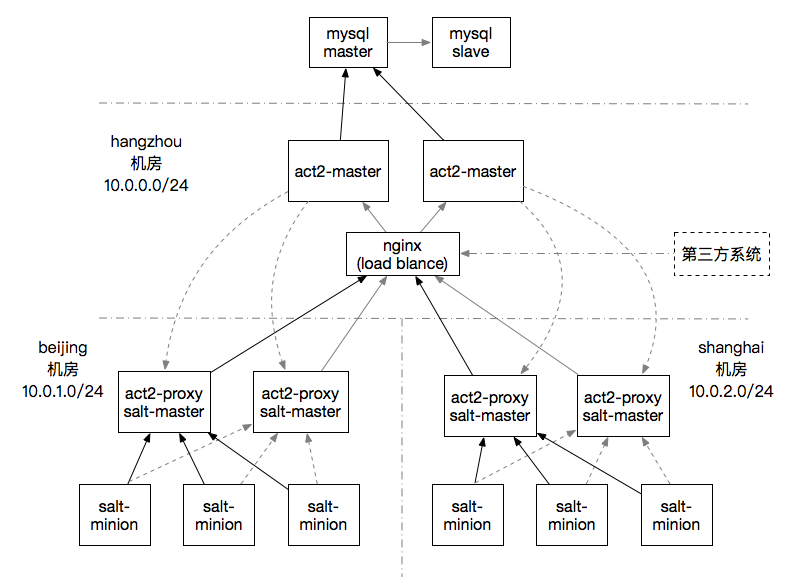 mysql
master
mysql
slave
hangzhou
机房
10.0.0.0/24
act2-master
act2-master
nginx
(load blance)
第三方系统
beijing
机房
10.0.1.0/24
act2-proxy
salt-master
act2-proxy
salt-master
act2-proxy
salt-master
act2-proxy
salt-master
shanghai
机房
10.0.2.0/24
salt-
minion
salt-
minion
salt-
minion
salt-
minion
salt-
minion
salt-
minion